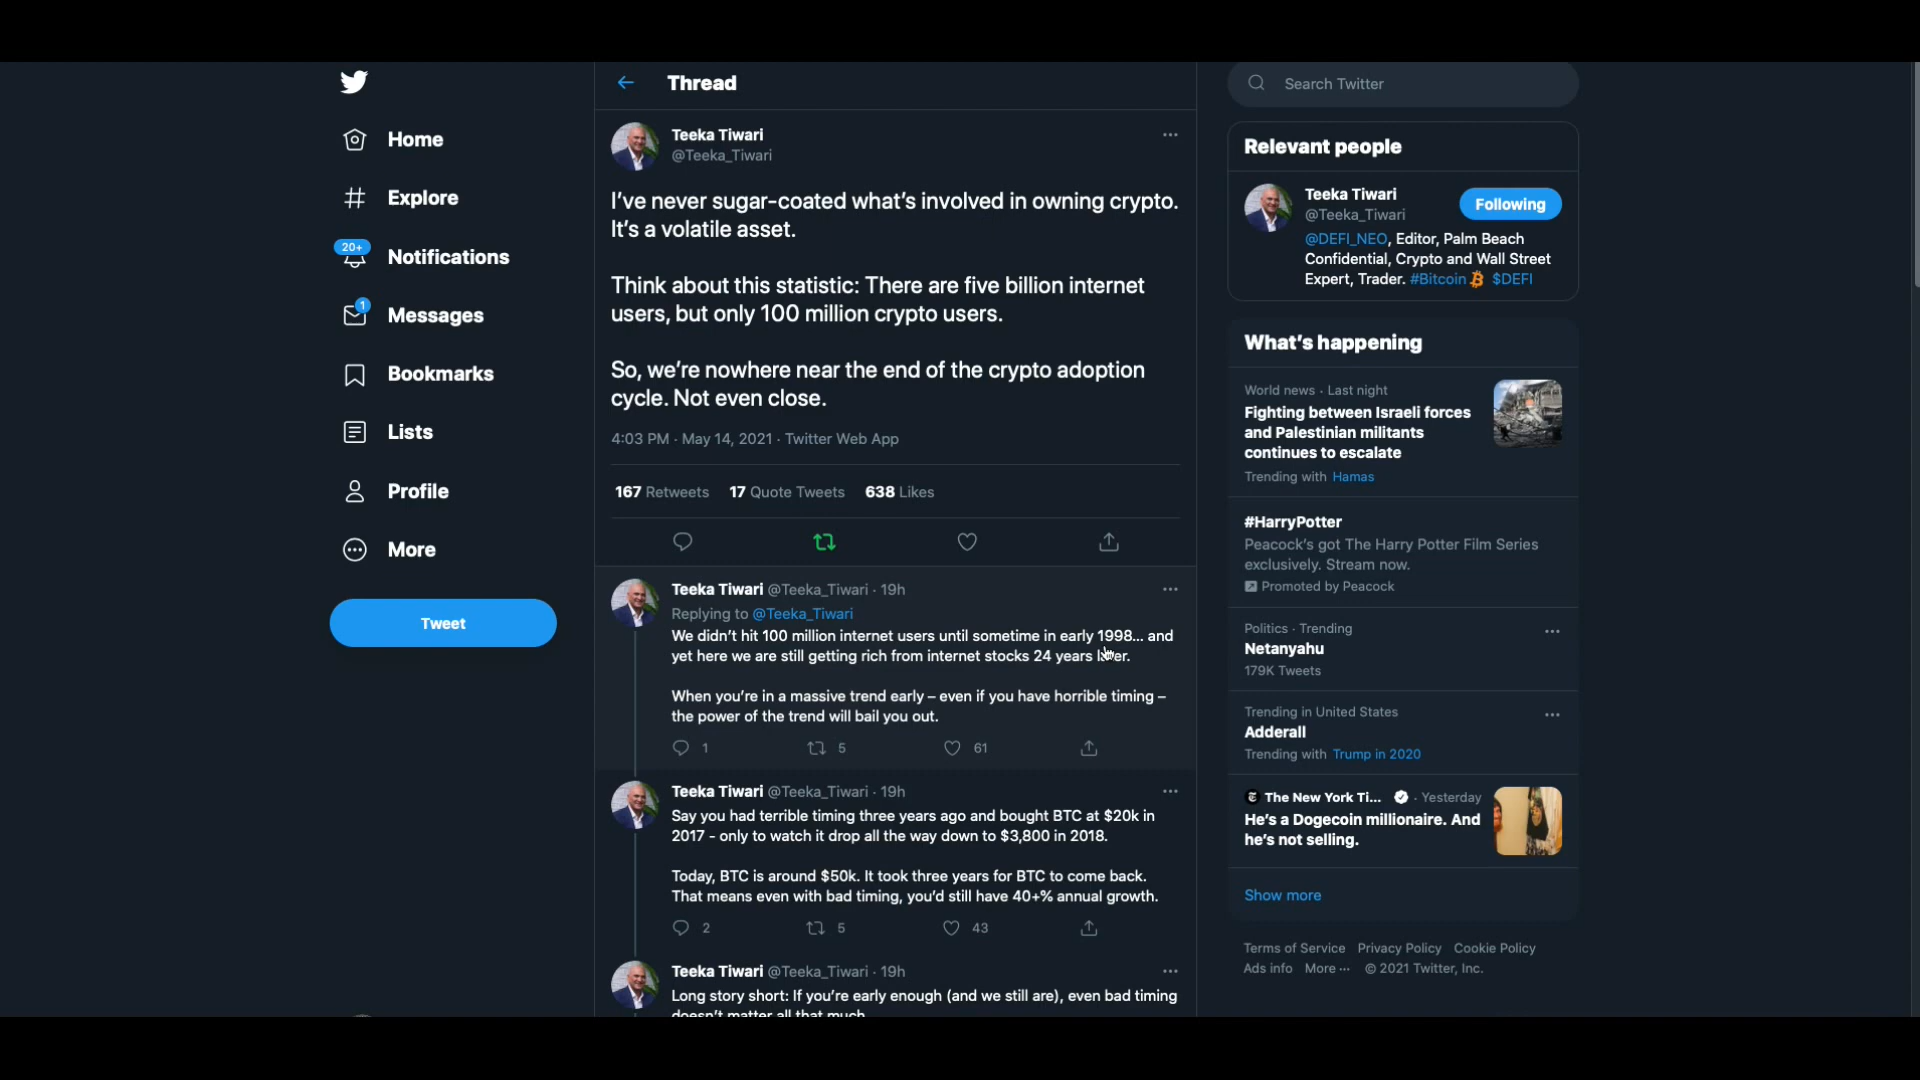 Home
Explore
20+
Notifications
1
Messages
Bookmarks
Lists
Profile
More
Tweet
Thread
Teeka Tiwari
@Teeka_Tiwari
I've never sugar-coated what's involved in owning crypto.
It's a volatile asset.
Think about this statistic: There are five billion internet
users, but only 100 million crypto users.
So, we're nowhere near the end of the crypto adoption
cycle. Not even close.
4:03 PM · May 14, 2021 · Twitter Web App
167 Retweets 17 Quote Tweets 638 Likes
Teeka Tiwari @Teeka_Tiwari · 19h
Replying to @Teeka_Tiwari
We didn't hit 100 million internet users until sometime in early 1998... and
yet here we are still getting rich from internet stocks 24 years later.
When you're in a massive trend early – even if you have horrible timing –
the power of the trend will bail you out.
1 5 61
Teeka Tiwari @Teeka_Tiwari · 19h
Say you had terrible timing three years ago and bought BTC at $20k in
2017 - only to watch it drop all the way down to $3,800 in 2018.
Today, BTC is around $50k. It took three years for BTC to come back.
That means even with bad timing, you'd still have 40+% annual growth.
2 5 43
Teeka Tiwari @Teeka_Tiwari · 19h
Long story short: If you're early enough (and we still are), even bad timing
doesn't matter all that much
Search Twitter
Relevant people
Teeka Tiwari
@Teeka_Tiwari
Following
@DEFI_NEO, Editor, Palm Beach
Confidential, Crypto and Wall Street
Expert, Trader. #Bitcoin $DEFI
What's happening
World news · Last night
Fighting between Israeli forces
and Palestinian militants
continues to escalate
Trending with Hamas
#HarryPotter
Peacock's got The Harry Potter Film Series
exclusively. Stream now.
Promoted by Peacock
Politics · Trending
Netanyahu
179K Tweets
Trending in United States
Adderall
Trending with Trump in 2020
The New York Ti... · Yesterday
He's a Dogecoin millionaire. And
he's not selling.
Show more
Terms of Service Privacy Policy Cookie Policy
Ads info More ··· © 2021 Twitter, Inc.